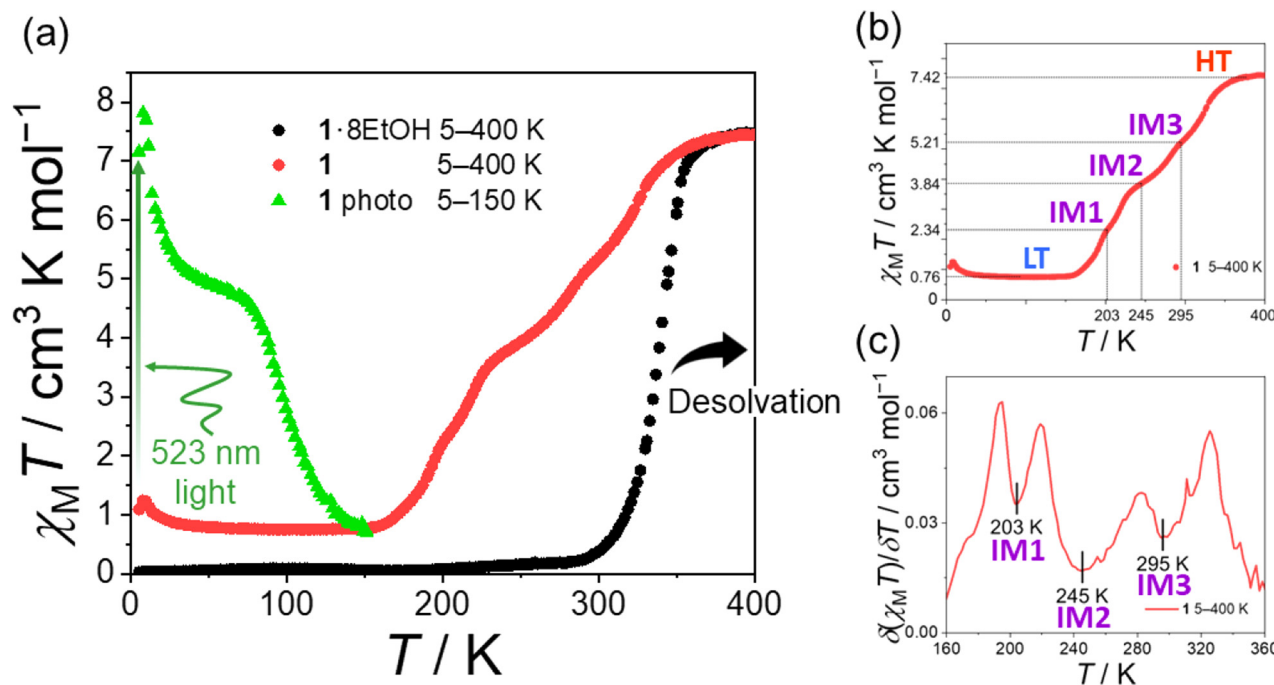 (a)
χMT / cm³ K mol⁻¹
8
7
6
5
4
3
2
1
0
1·8EtOH 5–400 K
1 5–400 K
1 photo 5–150 K
523 nm
light
Desolvation
0 100 200 300 400
T / K
(b)
χMT / cm³ K mol⁻¹
7.42
5.21
3.84
2.34
0.76
0
HT
IM3
IM2
IM1
LT
1 5–400 K
0 203 245 295 400
T / K
(c)
δ(χMT)/δT / cm³ mol⁻¹
0.06
0.03
0.00
203 K
IM1
245 K
IM2
295 K
IM3
1 5–400 K
160 200 240 280 320 360
T / K